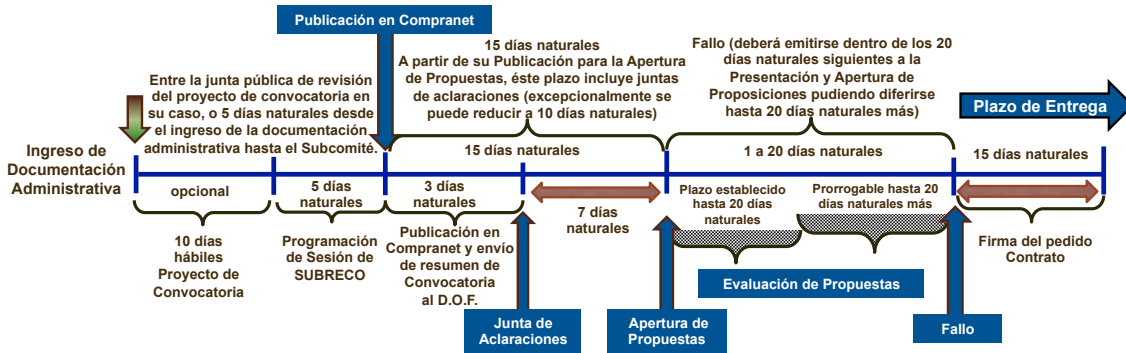 Publicación en Compranet
Entre la junta pública de revisión
del proyecto de convocatoria en
su caso, o 5 días naturales desde
el ingreso de la documentación
administrativa hasta el Subcomité.
15 días naturales
A partir de su Publicación para la Apertura
de Propuestas, éste plazo incluye juntas
de aclaraciones (excepcionalmente se
puede reducir a 10 días naturales)
Fallo (deberá emitirse dentro de los 20
días naturales siguientes a la
Presentación y Apertura de
Proposiciones pudiendo diferirse
hasta 20 días naturales más)
Plazo de Entrega
Ingreso de
Documentación
Administrativa
15 días naturales
1 a 20 días naturales
15 días naturales
opcional
5 días
naturales
3 días
naturales
7 días
naturales
Plazo establecido
hasta 20 días
naturales
Prorrogable hasta 20
días naturales más
10 días
hábiles
Proyecto de
Convocatoria
Programación
de Sesión de
SUBRECO
Publicación en
Compranet y envío
de resumen de
Convocatoria
al D.O.F.
Firma del pedido
Contrato
Evaluación de Propuestas
Junta de
Aclaraciones
Apertura de
Propuestas
Fallo